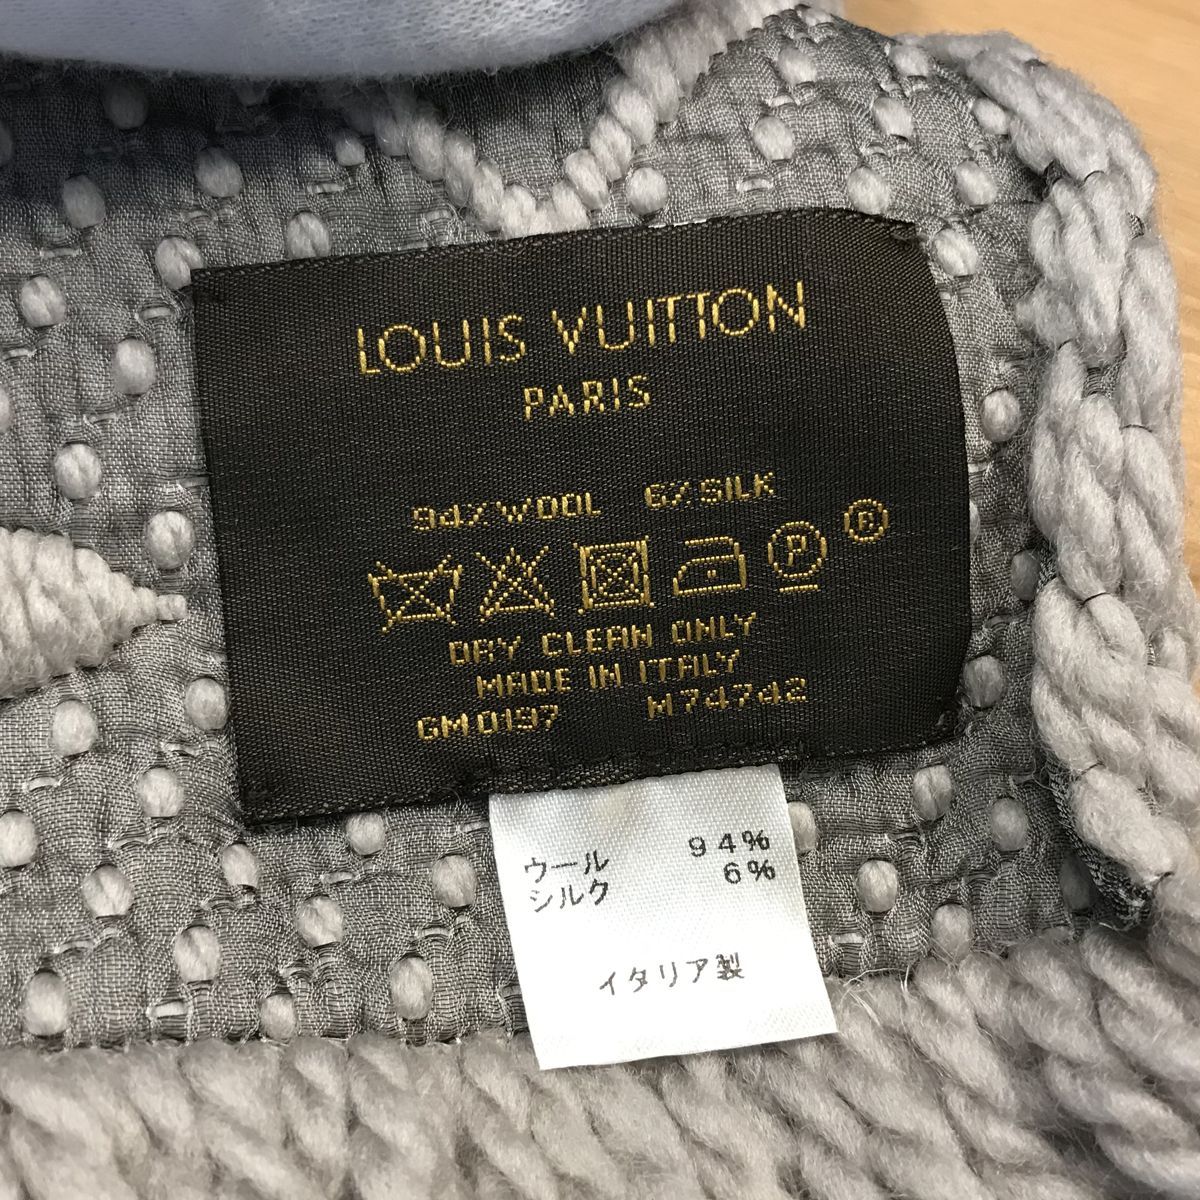 LOUIS VUITTON
PARIS
94% WOOL 6% SILK
P ®
DRY CLEAN ONLY
MADE IN ITALY
GM0197 M74742
ウール 94%
シルク 6%
イタリア製